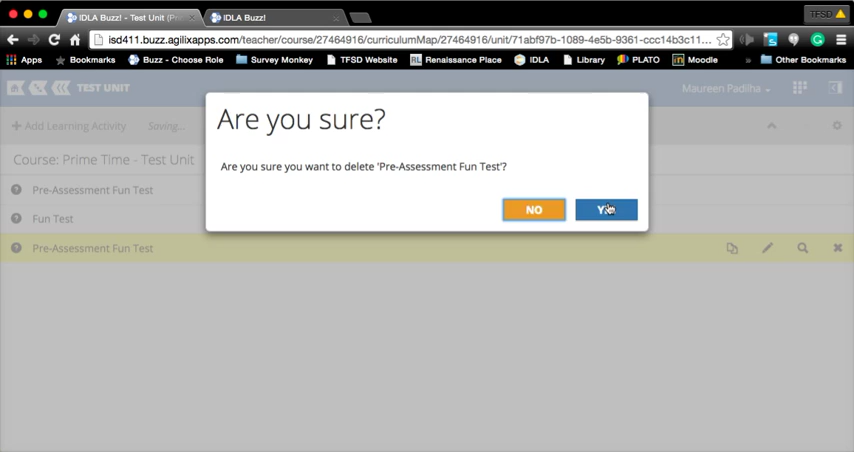 IDLA Buzz! - Test Unit (Pr
IDLA Buzz!
TFSD
isd411.buzz.agilixapps.com/teacher/course/27464916/curriculumMap/27464916/unit/71abf97b-1089-4e5b-9361-ccc14b3c11...
Apps Bookmarks Buzz - Choose Role Survey Monkey TFSD Website RL Renaissance Place IDLA Library PLATO m Moodle » Other Bookmarks
TEST UNIT Maureen Padilha
+ Add Learning Activity Saving...
Course: Prime Time - Test Unit
Pre-Assessment Fun Test
Fun Test
Pre-Assessment Fun Test
Are you sure?
Are you sure you want to delete 'Pre-Assessment Fun Test'?
NO